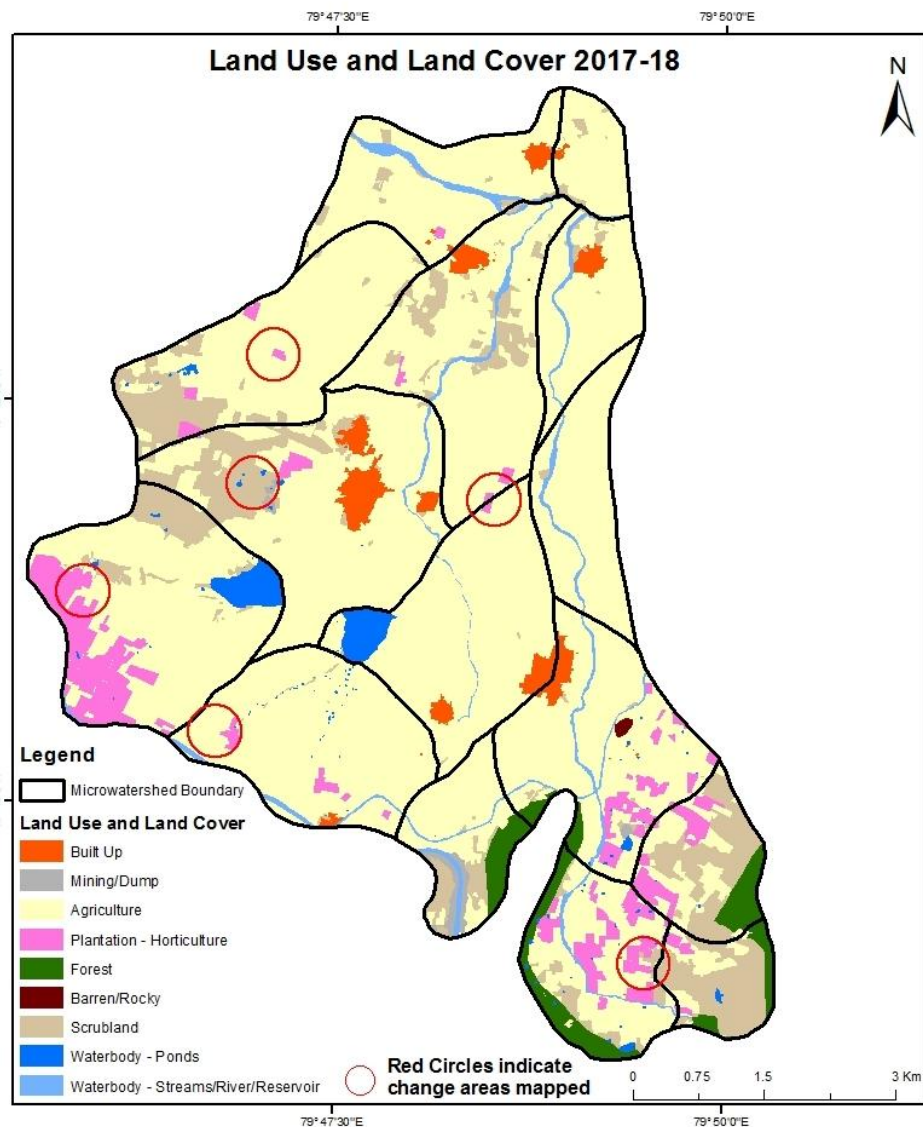 79°47'30"E
79°50'0"E
Land Use and Land Cover 2017-18
N
Legend
Microwatershed Boundary
Land Use and Land Cover
Built Up
Mining/Dump
Agriculture
Plantation - Horticulture
Forest
Barren/Rocky
Scrubland
Waterbody - Ponds
Waterbody - Streams/River/Reservoir
Red Circles indicate
change areas mapped
0 0.75 1.5 3 Km
79°47'30"E
79°50'0"E